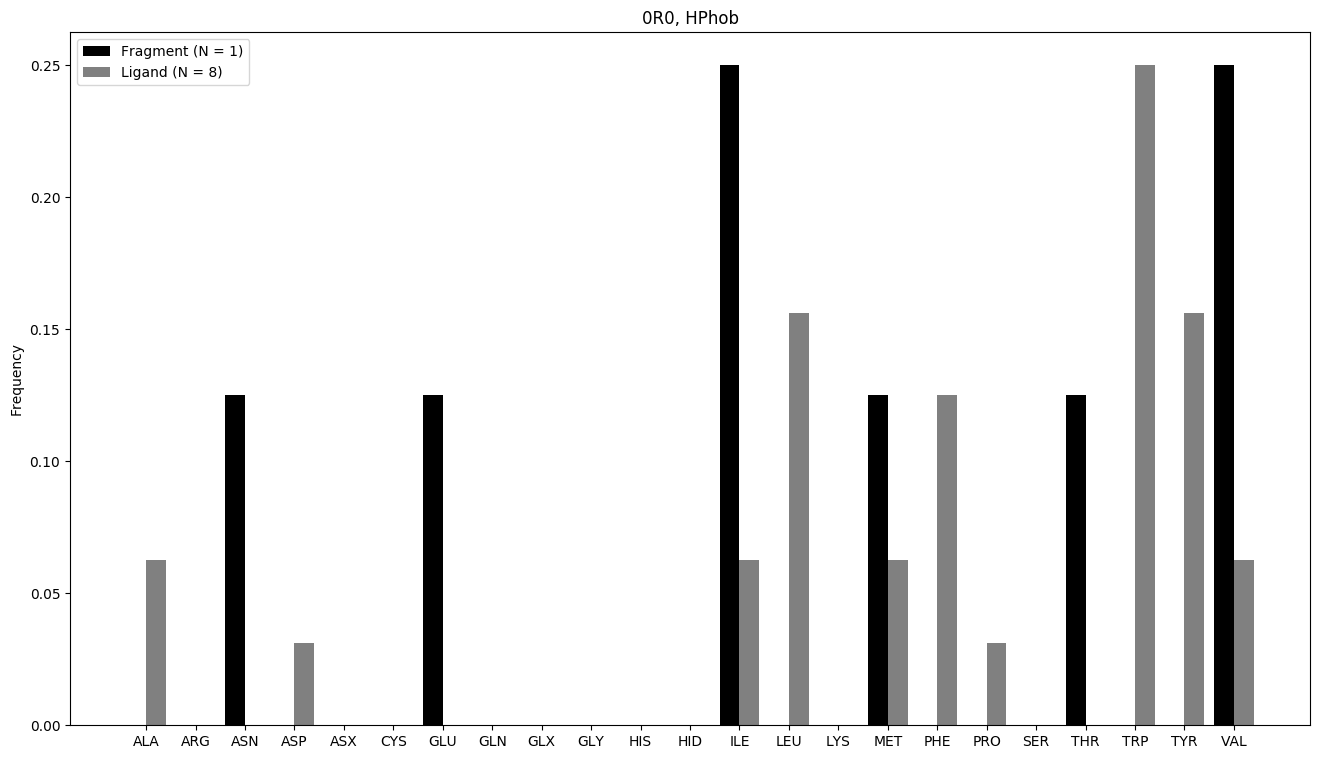 0R0, HPhob
Fragment (N = 1)
Ligand (N = 8)
Frequency
0.25
0.20
0.15
0.10
0.05
0.00
ALA ARG ASN ASP ASX CYS GLU GLN GLX GLY HIS HID ILE LEU LYS MET PHE PRO SER THR TRP TYR VAL